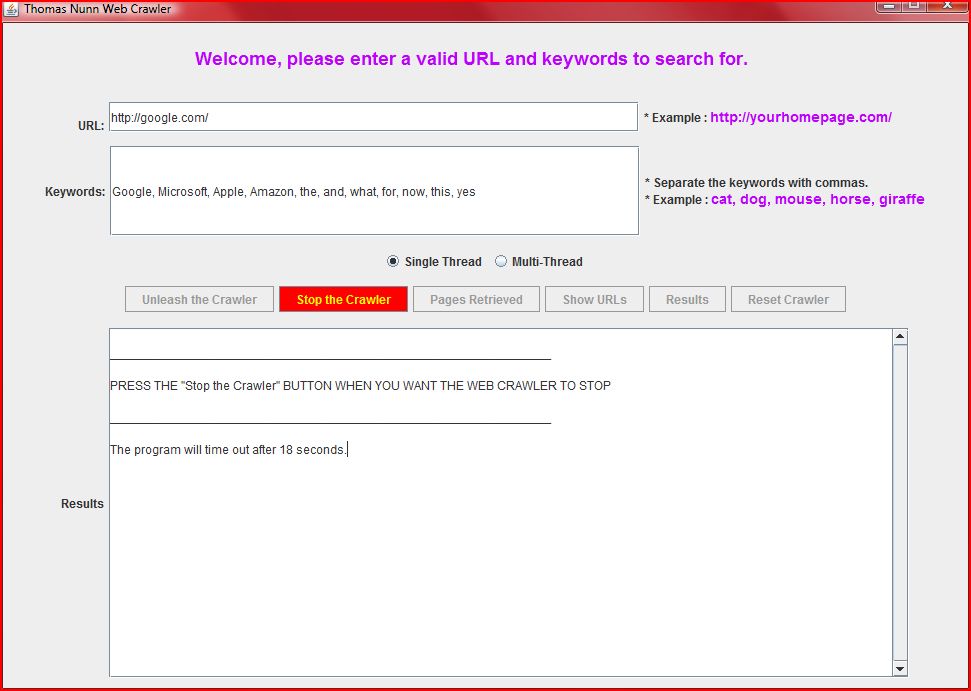 Thomas Nunn Web Crawler
Welcome, please enter a valid URL and keywords to search for.
URL: http://google.com/ * Example : http://yourhomepage.com/
Keywords: Google, Microsoft, Apple, Amazon, the, and, what, for, now, this, yes
* Separate the keywords with commas.
* Example : cat, dog, mouse, horse, giraffe
Single Thread Multi-Thread
Unleash the Crawler Stop the Crawler Pages Retrieved Show URLs Results Reset Crawler
PRESS THE "Stop the Crawler" BUTTON WHEN YOU WANT THE WEB CRAWLER TO STOP
The program will time out after 18 seconds.
Results